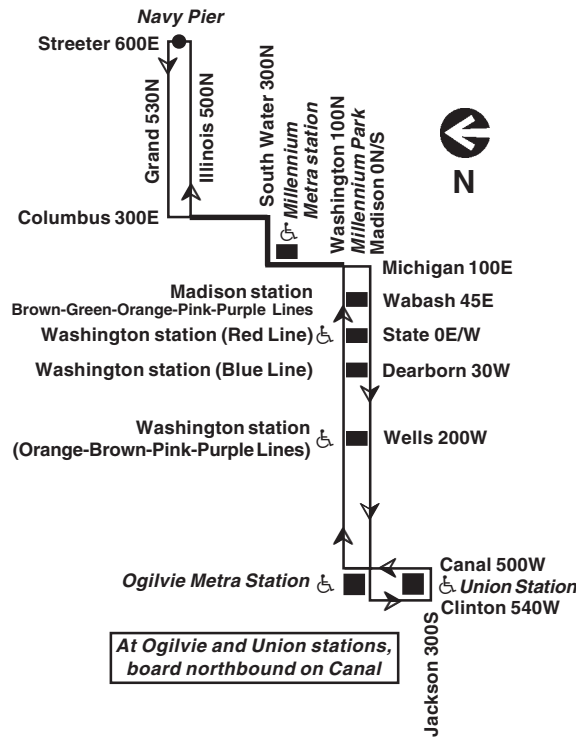 Navy Pier
Streeter 600E
Grand 530N
Illinois 500N
South Water 300N
Millennium
Metra station
Washington 100N
Millennium Park
Madison 0N/S
N
Columbus 300E
Michigan 100E
Madison station
Brown-Green-Orange-Pink-Purple Lines
Wabash 45E
Washington station (Red Line)
State 0E/W
Washington station (Blue Line)
Dearborn 30W
Washington station
(Orange-Brown-Pink-Purple Lines)
Wells 200W
Canal 500W
Ogilvie Metra Station
Union Station
Clinton 540W
Jackson 300S
At Ogilvie and Union stations,
board northbound on Canal